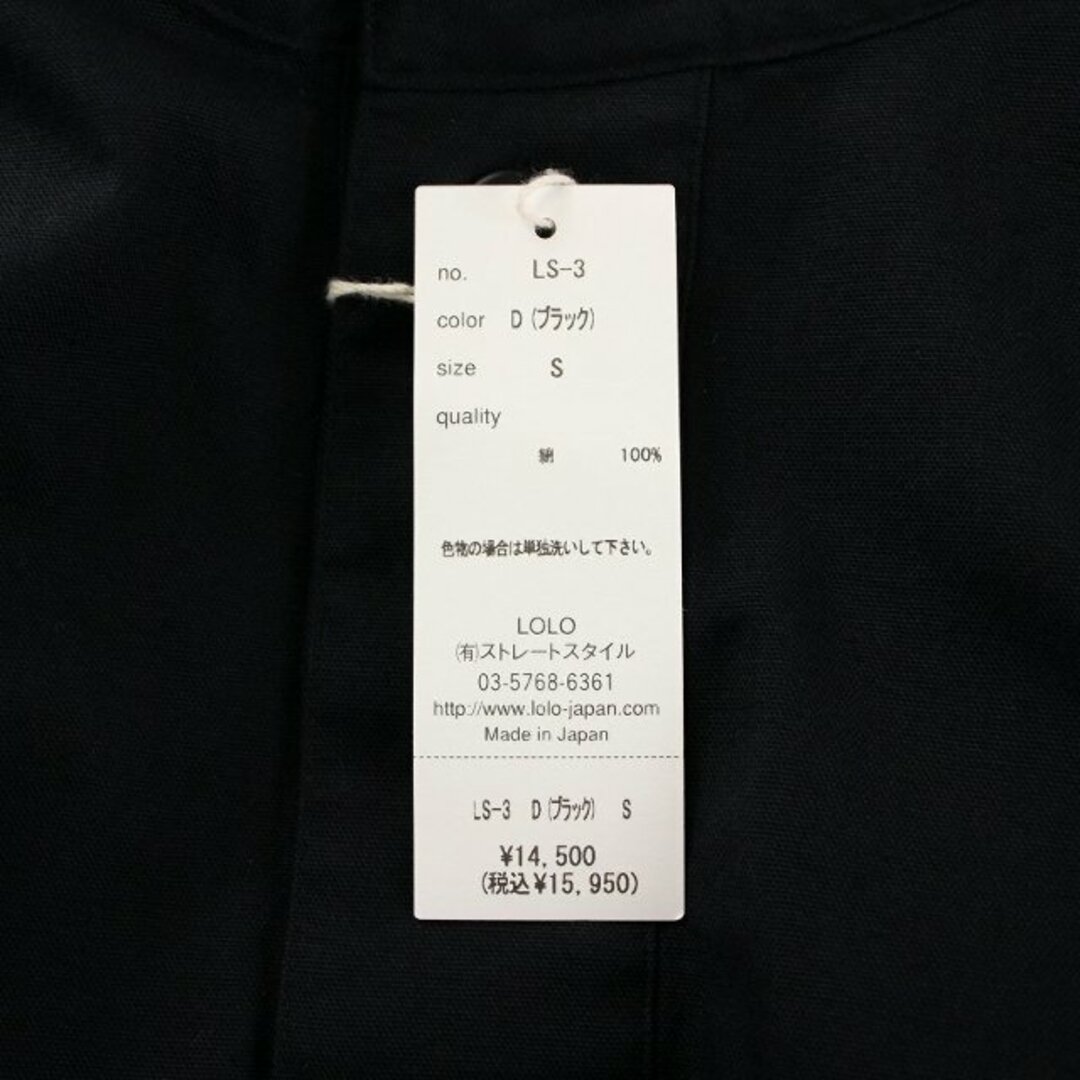 no. LS-3
color D (ブラック)
size S
quality
綿 100%
色物の場合は単独洗いして下さい。
LOLO
(有)ストレートスタイル
03-5768-6361
http://www.lolo-japan.com
Made in Japan
LS-3 D (ブラック) S
¥14,500
(税込¥15,950)